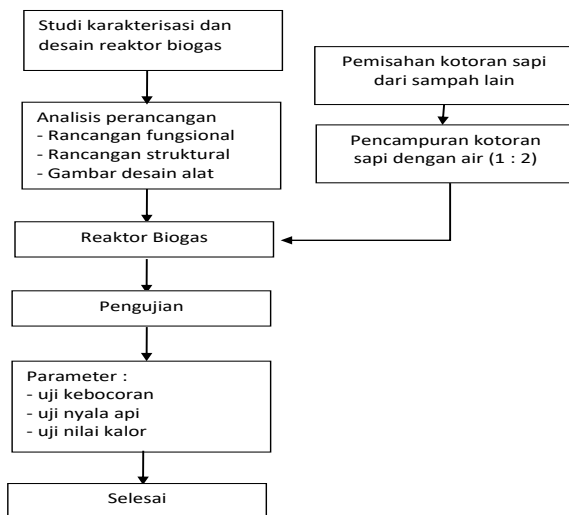 Studi karakterisasi dan
desain reaktor biogas
Analisis perancangan
- Rancangan fungsional
- Rancangan struktural
- Gambar desain alat
Pemisahan kotoran sapi
dari sampah lain
Pencampuran kotoran
sapi dengan air (1 : 2)
Reaktor Biogas
Pengujian
Parameter :
- uji kebocoran
- uji nyala api
- uji nilai kalor
Selesai